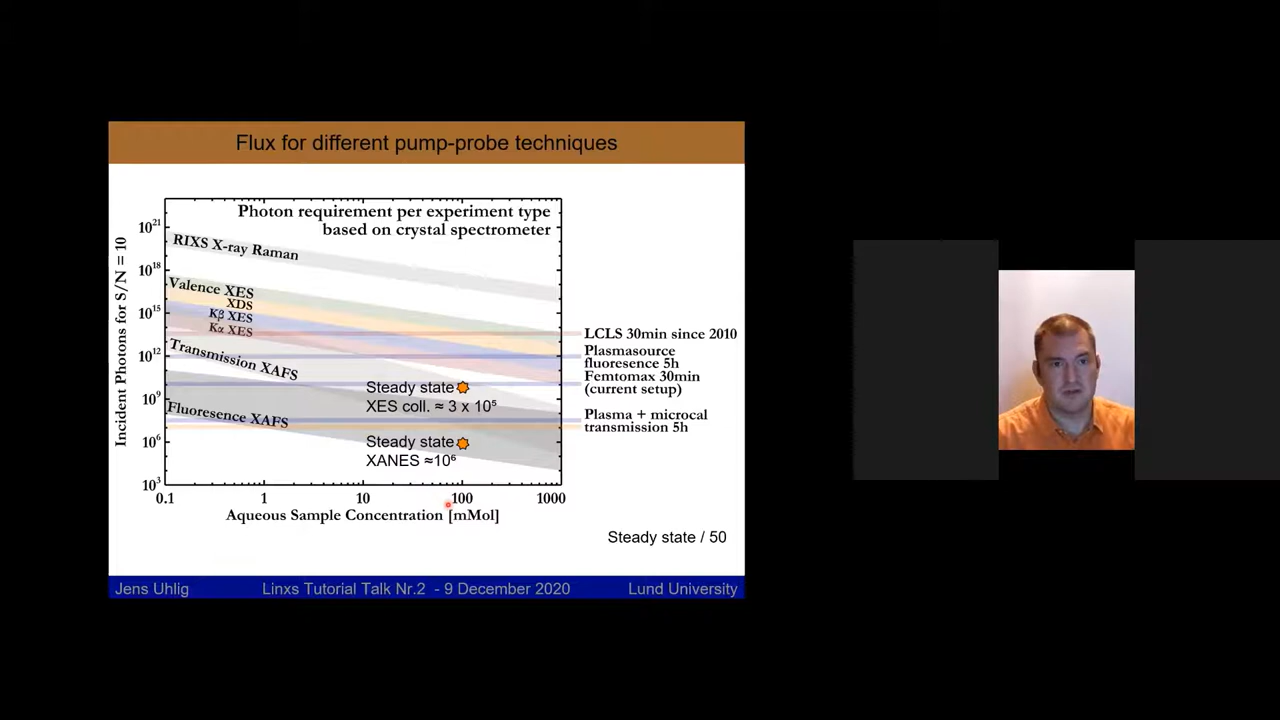 Flux for different pump-probe techniques
Photon requirement per experiment type
based on crystal spectrometer
Incident Photons for S/N = 10
10²¹
10¹⁸
10¹⁵
10¹²
10⁹
10⁶
10³
RIXS X-ray Raman
Valence XES
XDS
Kβ XES
Kα XES
Transmission XAFS
Fluoresence XAFS
Steady state
XES coll. ≈ 3 x 10⁵
Steady state
XANES ≈10⁶
LCLS 30min since 2010
Plasmasource
fluoresence 5h
Femtomax 30min
(current setup)
Plasma + microcal
transmission 5h
0.1 1 10 100 1000
Aqueous Sample Concentration [mMol]
Steady state / 50
Jens Uhlig Linxs Tutorial Talk Nr.2 - 9 December 2020 Lund University